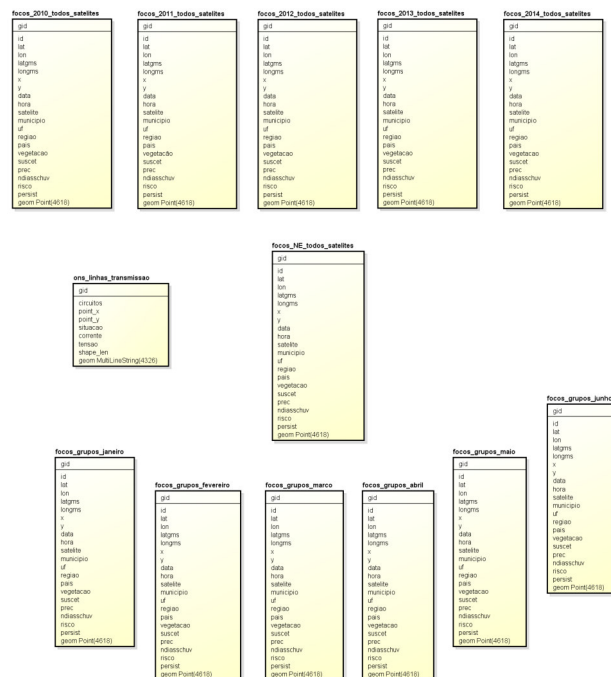 focos_2010_todos_satelites
gid
id
lat
lon
latgms
longms
x
y
data
hora
satelite
municipio
uf
regiao
pais
vegetacao
suscet
prec
ndiasschuv
risco
persist
geom Point(4618)
focos_2011_todos_satelites
gid
id
lat
lon
latgms
longms
x
y
data
hora
satelite
municipio
uf
regiao
pais
vegetacão
suscet
prec
ndiasschuv
risco
persist
geom Point(4618)
focos_2012_todos_satelites
gid
id
lat
lon
latgms
longms
x
y
data
hora
satelite
municipio
uf
regiao
pais
vegetacao
suscet
prec
ndiasschuv
risco
persist
geom Point(4618)
focos_2013_todos_satelites
gid
id
lat
lon
latgms
longms
x
y
data
hora
satelite
municipio
uf
regiao
pais
vegetacao
suscet
prec
ndiasschuv
risco
persist
geom Point(4618)
focos_2014_todos_satelites
gid
id
lat
lon
latgms
longms
x
y
data
hora
satelite
municipio
uf
regiao
pais
vegetacao
suscet
prec
ndiasschuv
risco
persist
geom Point(4618)
ons_linhas_transmissao
gid
circuitos
point_x
point_y
situacao
corrente
tensao
shape_len
geom MultiLineString(4326)
focos_NE_todos_satelites
gid
id
lat
lon
latgms
longms
x
y
data
hora
satelite
municipio
uf
regiao
pais
vegetacao
suscet
prec
ndiasschuv
risco
persist
geom Point(4618)
focos_grupos_janeiro
gid
id
lat
lon
latgms
longms
x
y
data
hora
satelite
municipio
uf
regiao
pais
vegetacao
suscet
prec
ndiasschuv
risco
persist
geom Point(4618)
focos_grupos_fevereiro
gid
id
lat
lon
latgms
longms
x
y
data
hora
satelite
municipio
uf
regiao
pais
vegetacao
suscet
prec
ndiasschuv
risco
persist
geom Point(4618)
focos_grupos_marco
gid
id
lat
lon
latgms
longms
x
y
data
hora
satelite
municipio
uf
regiao
pais
vegetacao
suscet
prec
ndiasschuv
risco
persist
geom Point(4618)
focos_grupos_abril
gid
id
lat
lon
latgms
longms
x
y
data
hora
satelite
municipio
uf
regiao
pais
vegetacao
suscet
prec
ndiasschuv
risco
persist
geom Point(4618)
focos_grupos_maio
gid
id
lat
lon
latgms
longms
x
y
data
hora
satelite
municipio
uf
regiao
pais
vegetacao
suscet
prec
ndiasschuv
risco
persist
geom Point(4618)
focos_grupos_junho
gid
id
lat
lon
latgms
longms
x
y
data
hora
satelite
municipio
uf
regiao
pais
vegetacao
suscet
prec
ndiasschuv
risco
persist
geom Point(4618)